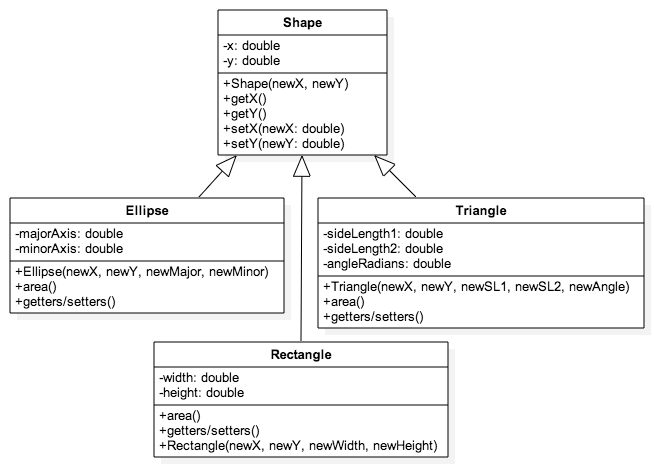 Shape
-x: double
-y: double
+Shape(newX, newY)
+getX()
+getY()
+setX(newX: double)
+setY(newY: double)
Ellipse
-majorAxis: double
-minorAxis: double
+Ellipse(newX, newY, newMajor, newMinor)
+area()
+getters/setters()
Triangle
-sideLength1: double
-sideLength2: double
-angleRadians: double
+Triangle(newX, newY, newSL1, newSL2, newAngle)
+area()
+getters/setters()
Rectangle
-width: double
-height: double
+area()
+getters/setters()
+Rectangle(newX, newY, newWidth, newHeight)